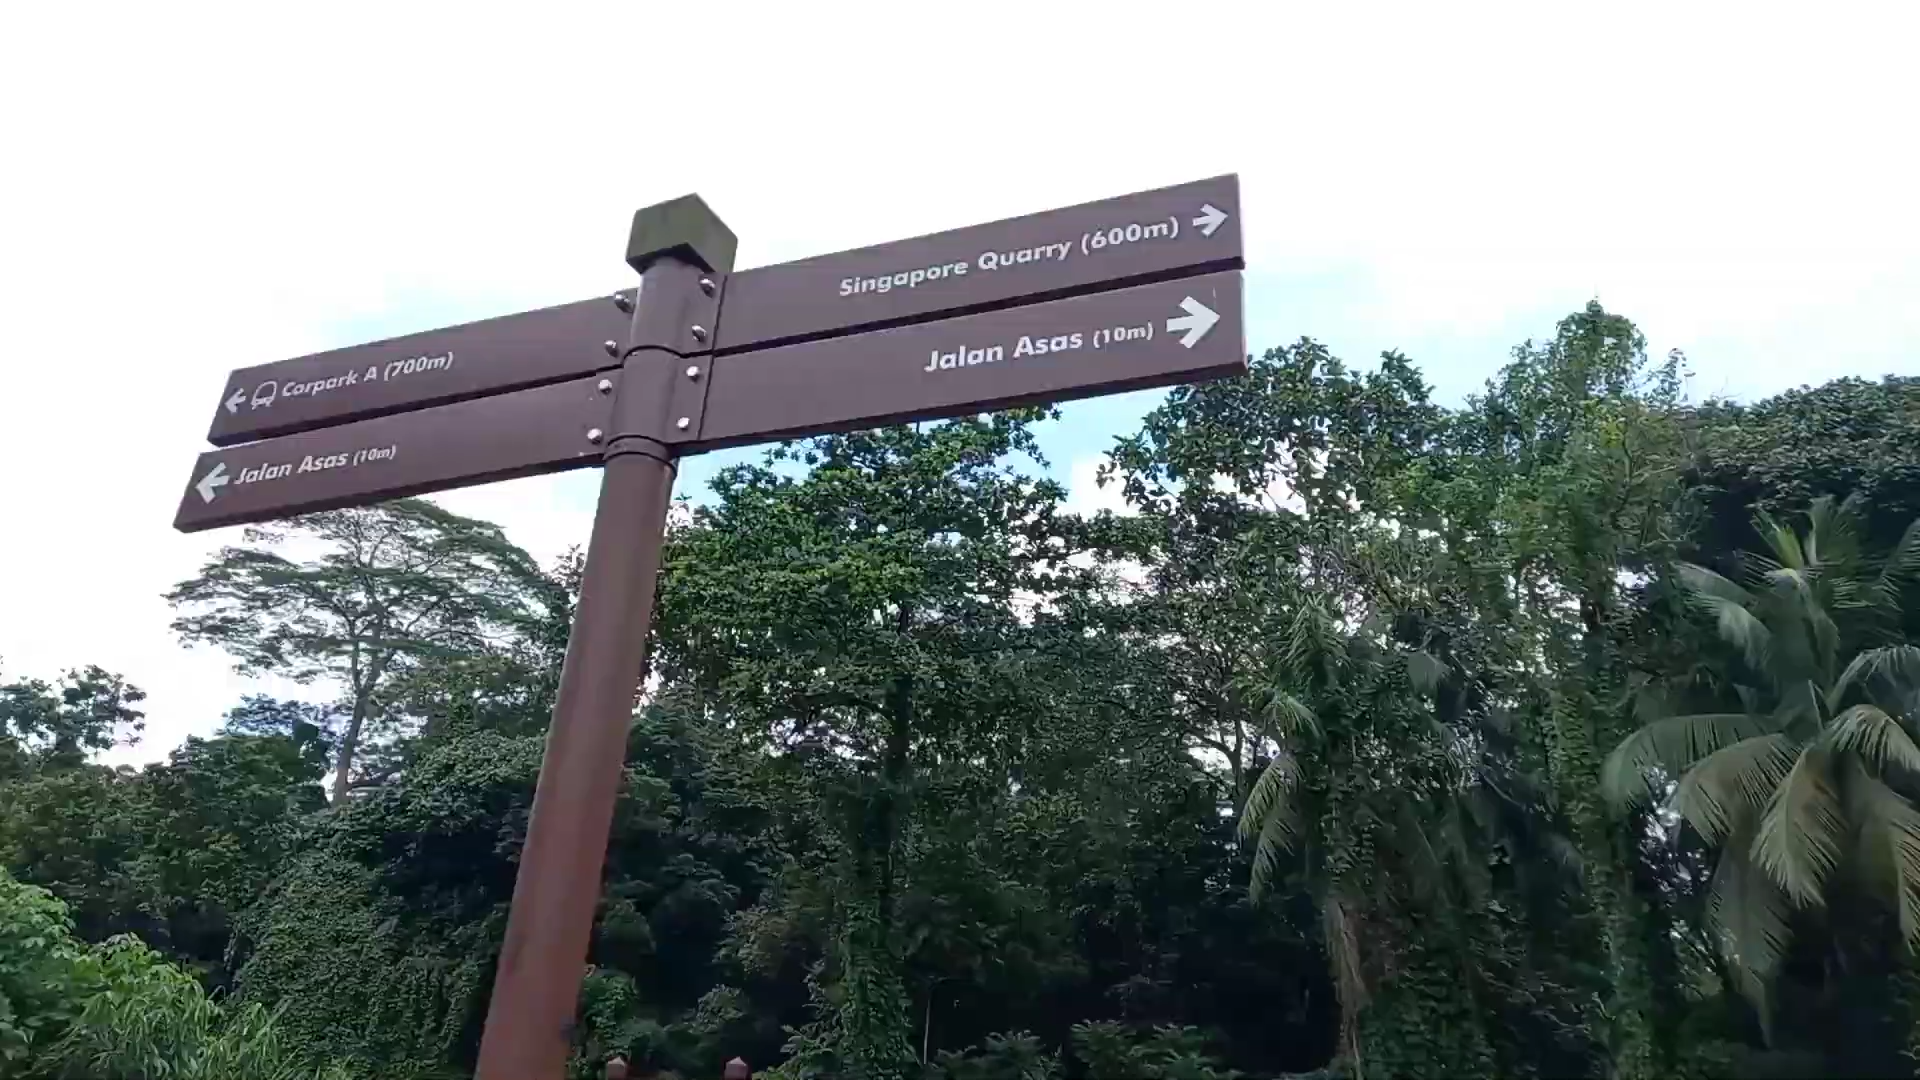 Carpark A (700m)
Jalan Asas (10m)
Singapore Quarry (600m)
Jalan Asas (10m)